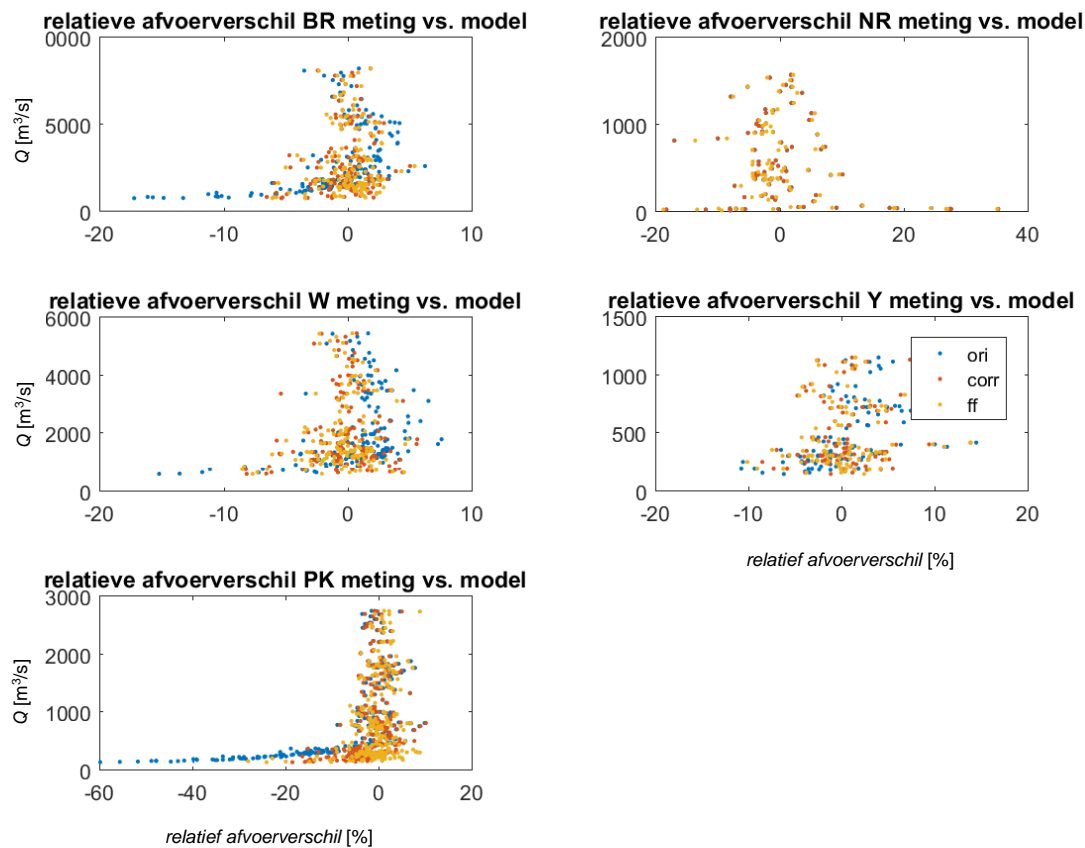 relatieve afvoerverschil BR meting vs. model
0000
5000
0
Q [m³/s]
-20 -10 0 10
relatieve afvoerverschil NR meting vs. model
2000
1000
0
-20 0 20 40
relatieve afvoerverschil W meting vs. model
6000
4000
2000
0
Q [m³/s]
-20 -10 0 10
relatieve afvoerverschil Y meting vs. model
1500
1000
500
0
ori
corr
ff
-20 -10 0 10 20
relatief afvoerverschil [%]
relatieve afvoerverschil PK meting vs. model
3000
2000
1000
0
Q [m³/s]
-60 -40 -20 0 20
relatief afvoerverschil [%]